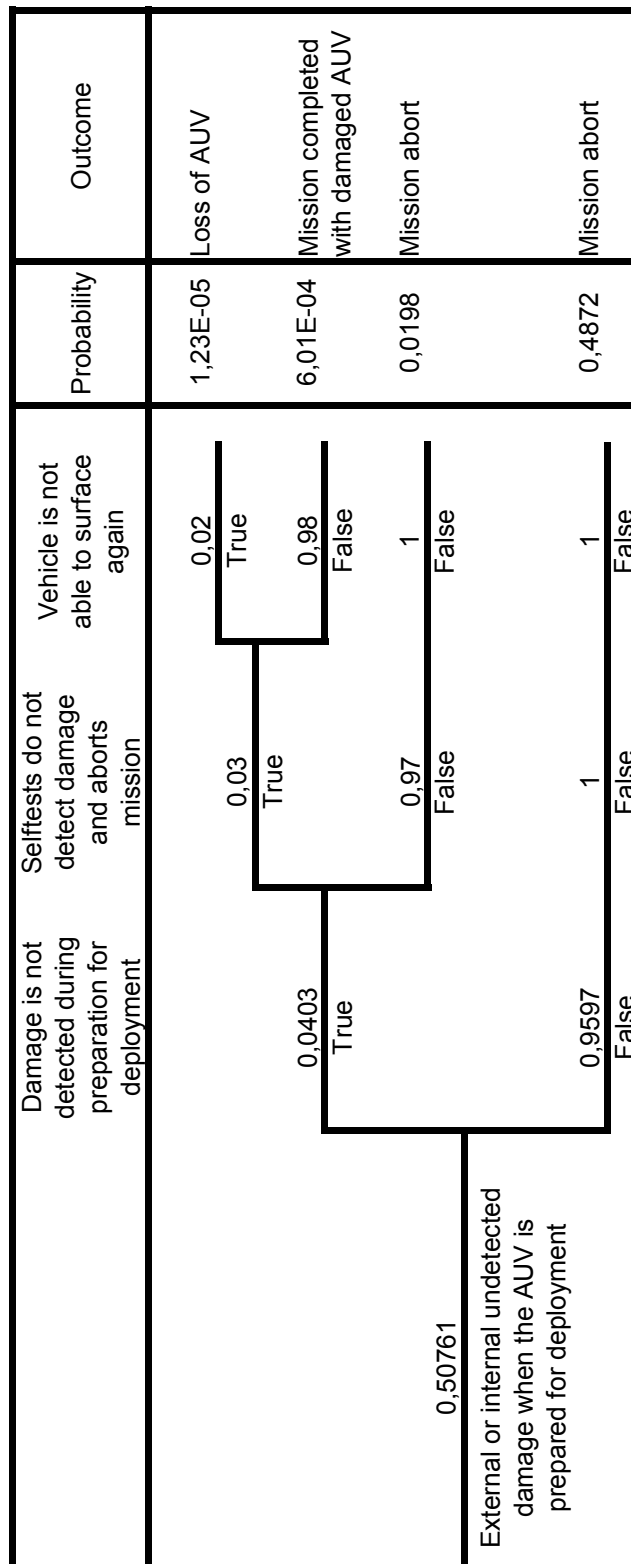 Damage is not
detected during
preparation for
deployment
Selftests do not
detect damage
and aborts
mission
Vehicle is not
able to surface
again
Probability
Outcome
0,50761
External or internal undetected
damage when the AUV is
prepared for deployment
0,0403
True
0,03
True
0,02
True
1,23E-05
Loss of AUV
0,98
False
6,01E-04
Mission completed
with damaged AUV
0,97
False
1
False
0,0198
Mission abort
0,9597
False
1
False
1
False
0,4872
Mission abort